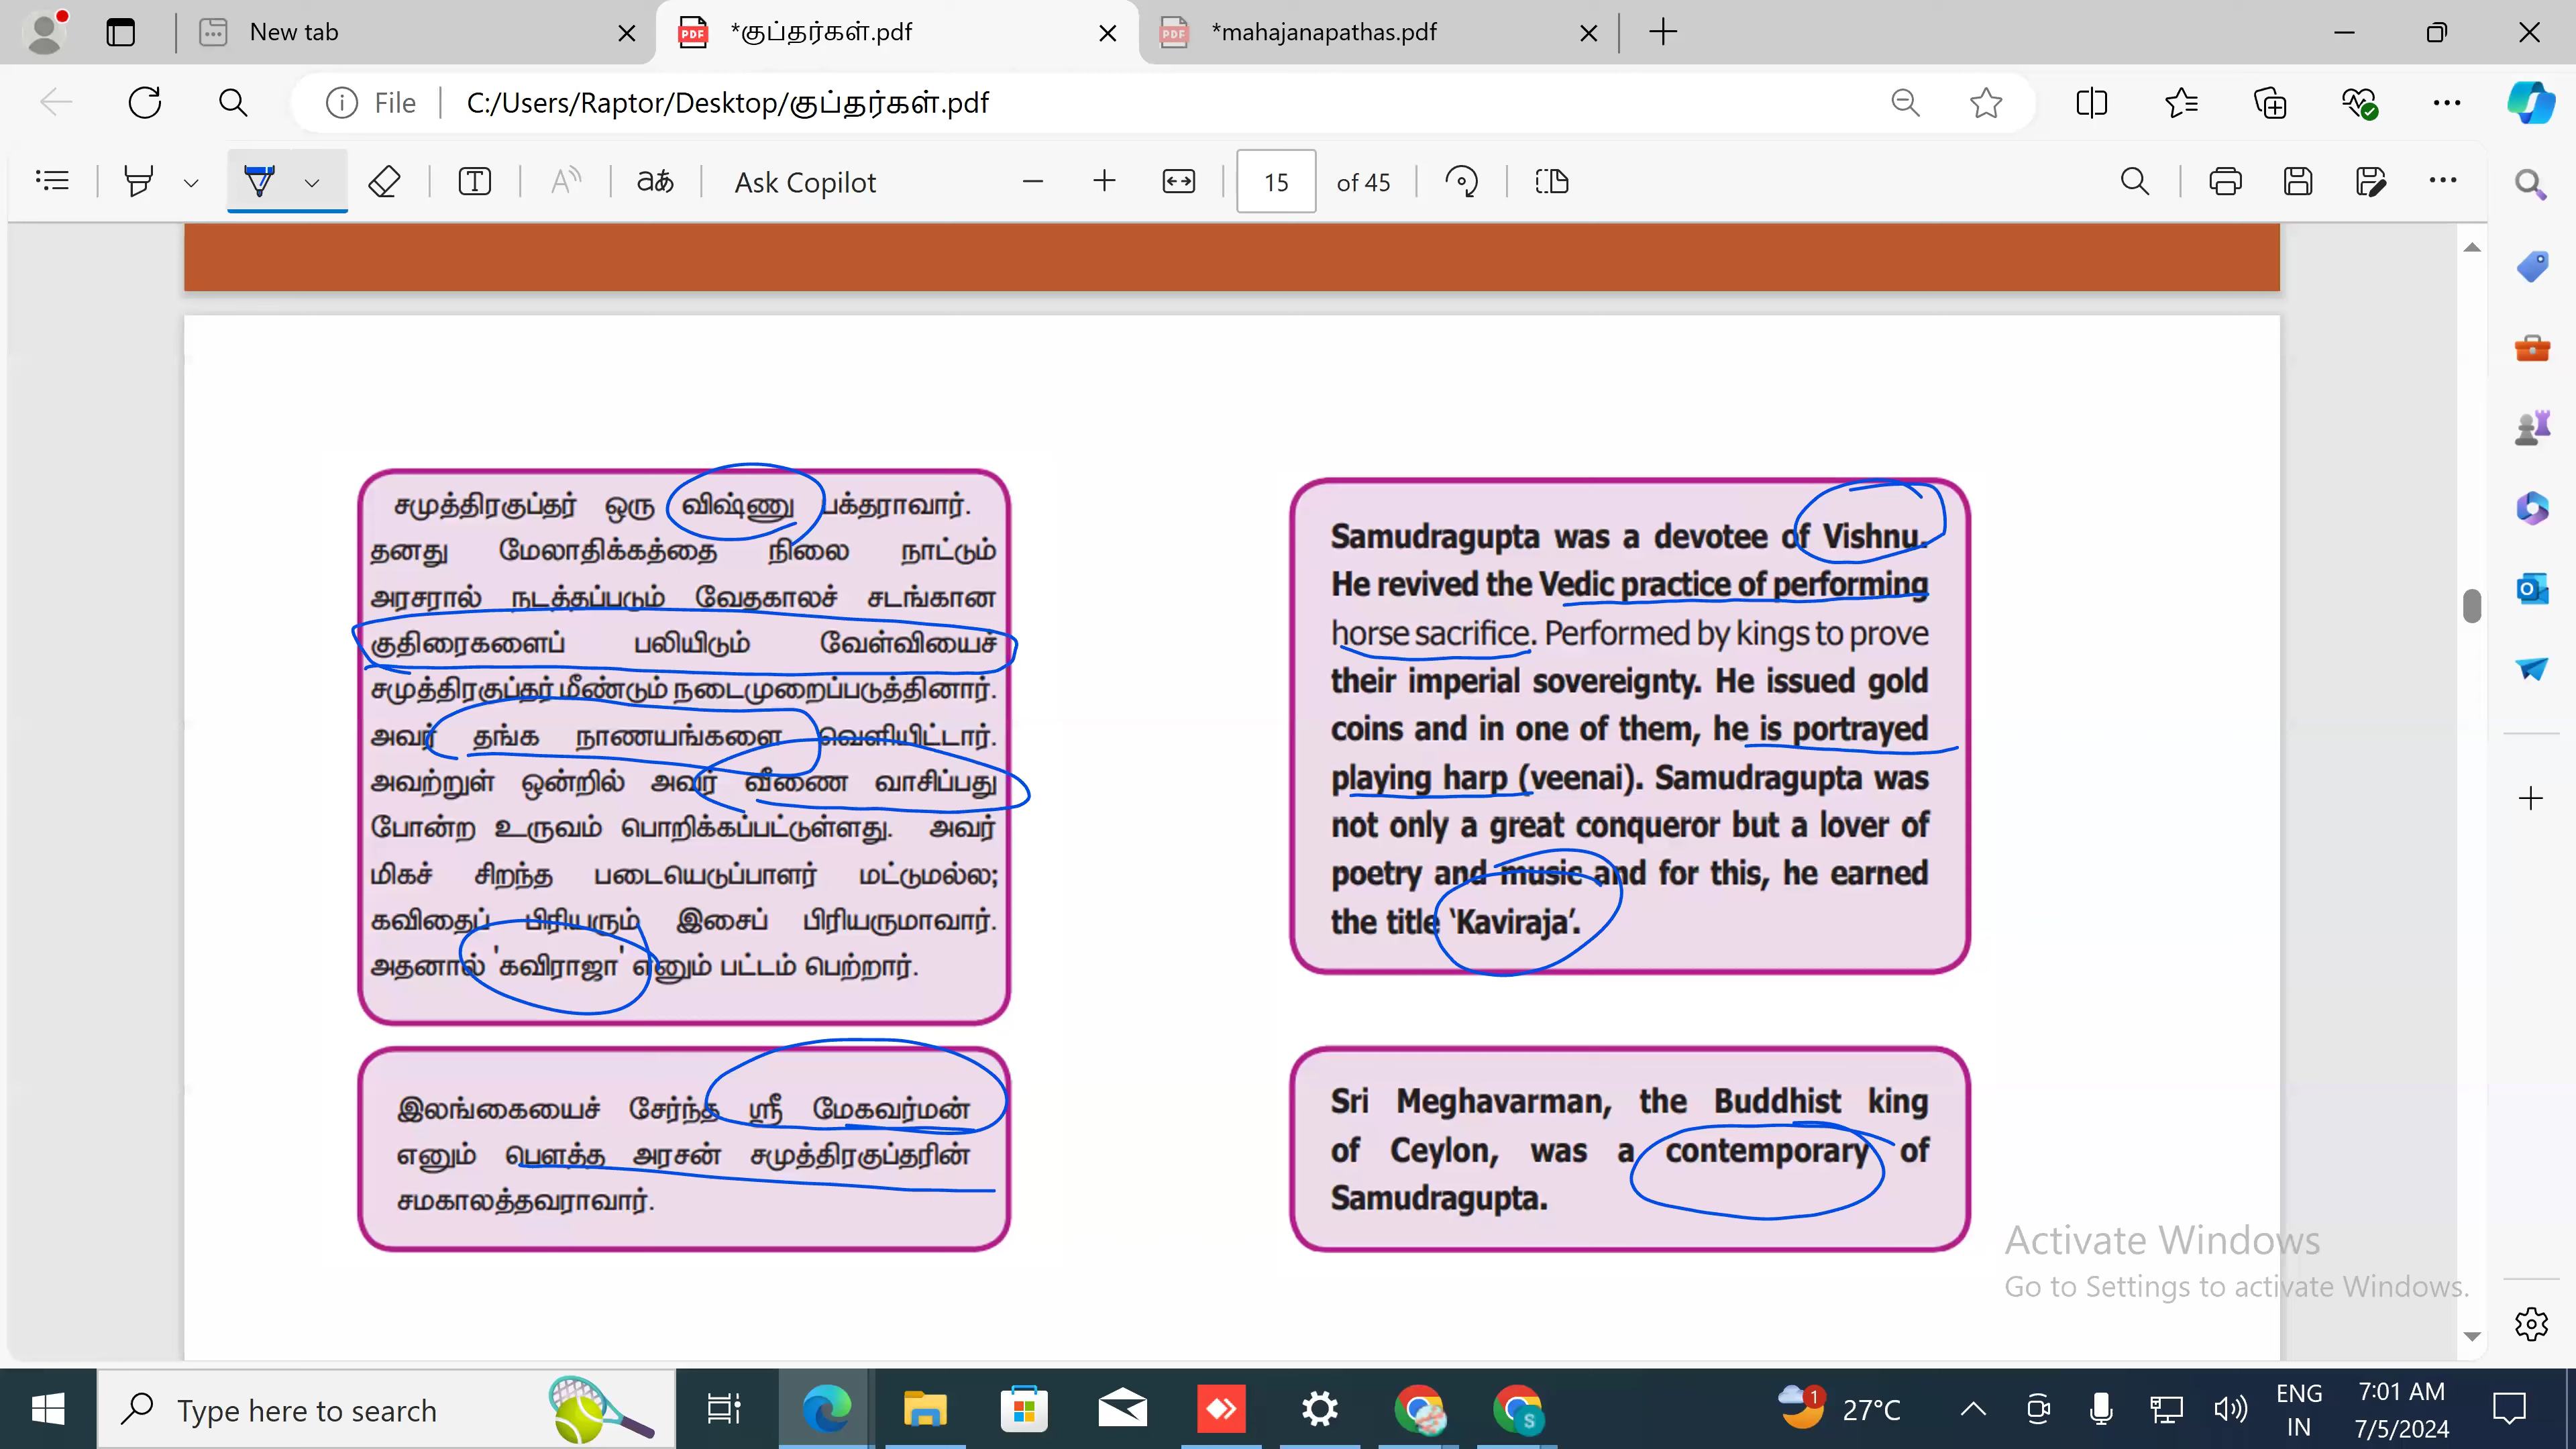 New tab
*குப்தர்கள்.pdf
*mahajanapathas.pdf
File
C:/Users/Raptor/Desktop/குப்தர்கள்.pdf
Ask Copilot
15 of 45
சமுத்திரகுப்தர் ஒரு விஷ்ணு பக்தராவார்.
தனது மேலாதிக்கத்தை நிலை நாட்டும்
அரசரால் நடத்தப்படும் வேதகாலச் சடங்கான
குதிரைகளைப் பலியிடும் வேள்வியைச்
சமுத்திரகுப்தர் மீண்டும் நடைமுறைப்படுத்தினார்.
அவர் தங்க நாணயங்களை வெளியிட்டார்.
அவற்றுள் ஒன்றில் அவர் வீணை வாசிப்பது
போன்ற உருவம் பொறிக்கப்பட்டுள்ளது. அவர்
மிகச் சிறந்த படையெடுப்பாளர் மட்டுமல்ல;
கவிதைப் பிரியரும் இசைப் பிரியருமாவார்.
அதனால் 'கவிராஜா' எனும் பட்டம் பெற்றார்.
இலங்கையைச் சேர்ந்த ஸ்ரீ மேகவர்மன்
எனும் பௌத்த அரசன் சமுத்திரகுப்தரின்
சமகாலத்தவராவார்.
Samudragupta was a devotee of Vishnu.
He revived the Vedic practice of performing
horse sacrifice. Performed by kings to prove
their imperial sovereignty. He issued gold
coins and in one of them, he is portrayed
playing harp (veenai). Samudragupta was
not only a great conqueror but a lover of
poetry and music and for this, he earned
the title ‘Kaviraja’.
Sri Meghavarman, the Buddhist king
of Ceylon, was a contemporary of
Samudragupta.
Activate Windows
Go to Settings to activate Windows.
Type here to search
1
27°C
ENG
IN
7:01 AM
7/5/2024